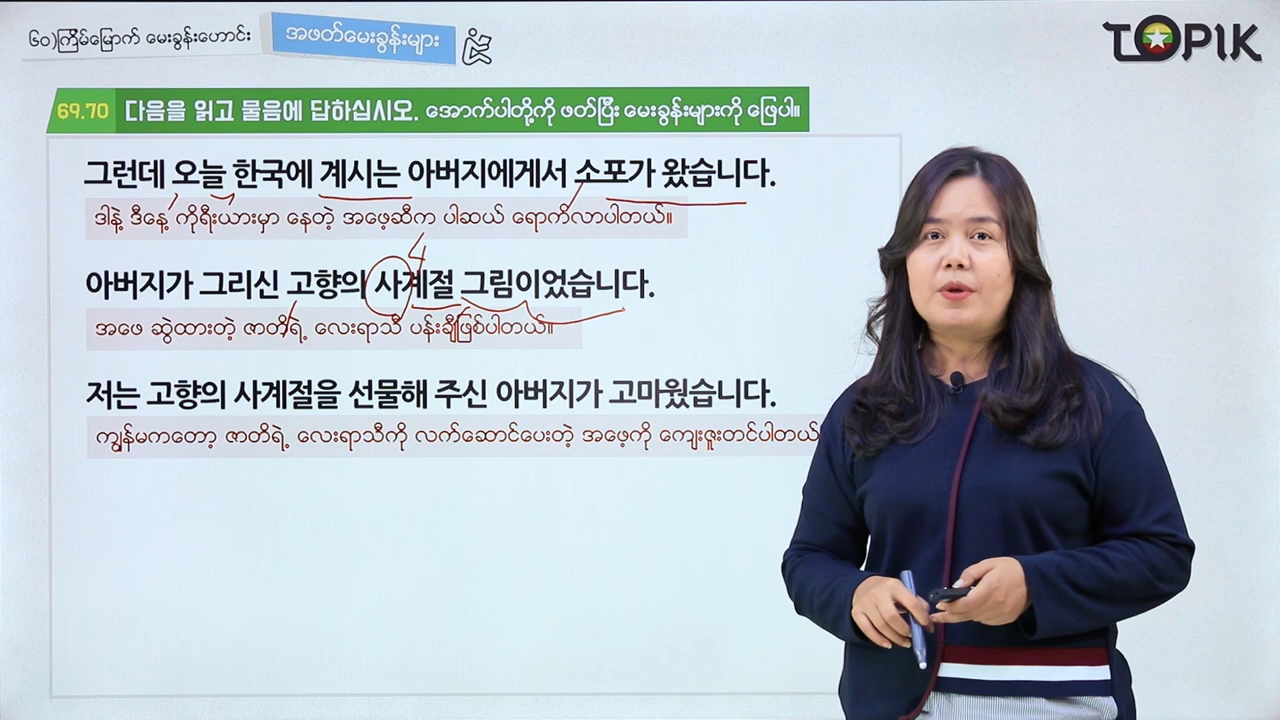 ၆၀)ကြိမ်မြောက် မေးခွန်းဟောင်း
အဖတ်မေးခွန်းများ
TOPIK
69.70 다음을 읽고 물음에 답하십시오. အောက်ပါတို့ကို ဖတ်ပြီး မေးခွန်းများကို ဖြေပါ။
그런데 오늘 한국에 계시는 아버지에게서 소포가 왔습니다.
ဒါနဲ့ ဒီနေ့ ကိုရီးယားမှာ နေတဲ့ အဖေ့ဆီက ပါဆယ် ရောက်လာပါတယ်။
4
아버지가 그리신 고향의 사계절 그림이었습니다.
အဖေ ဆွဲထားတဲ့ ဇာတိရဲ့ လေးရာသီ ပန်းချီဖြစ်ပါတယ်။
저는 고향의 사계절을 선물해 주신 아버지가 고마웠습니다.
ကျွန်မကတော့ ဇာတိရဲ့ လေးရာသီကို လက်ဆောင်ပေးတဲ့ အဖေ့ကို ကျေးဇူးတင်ပါတယ်